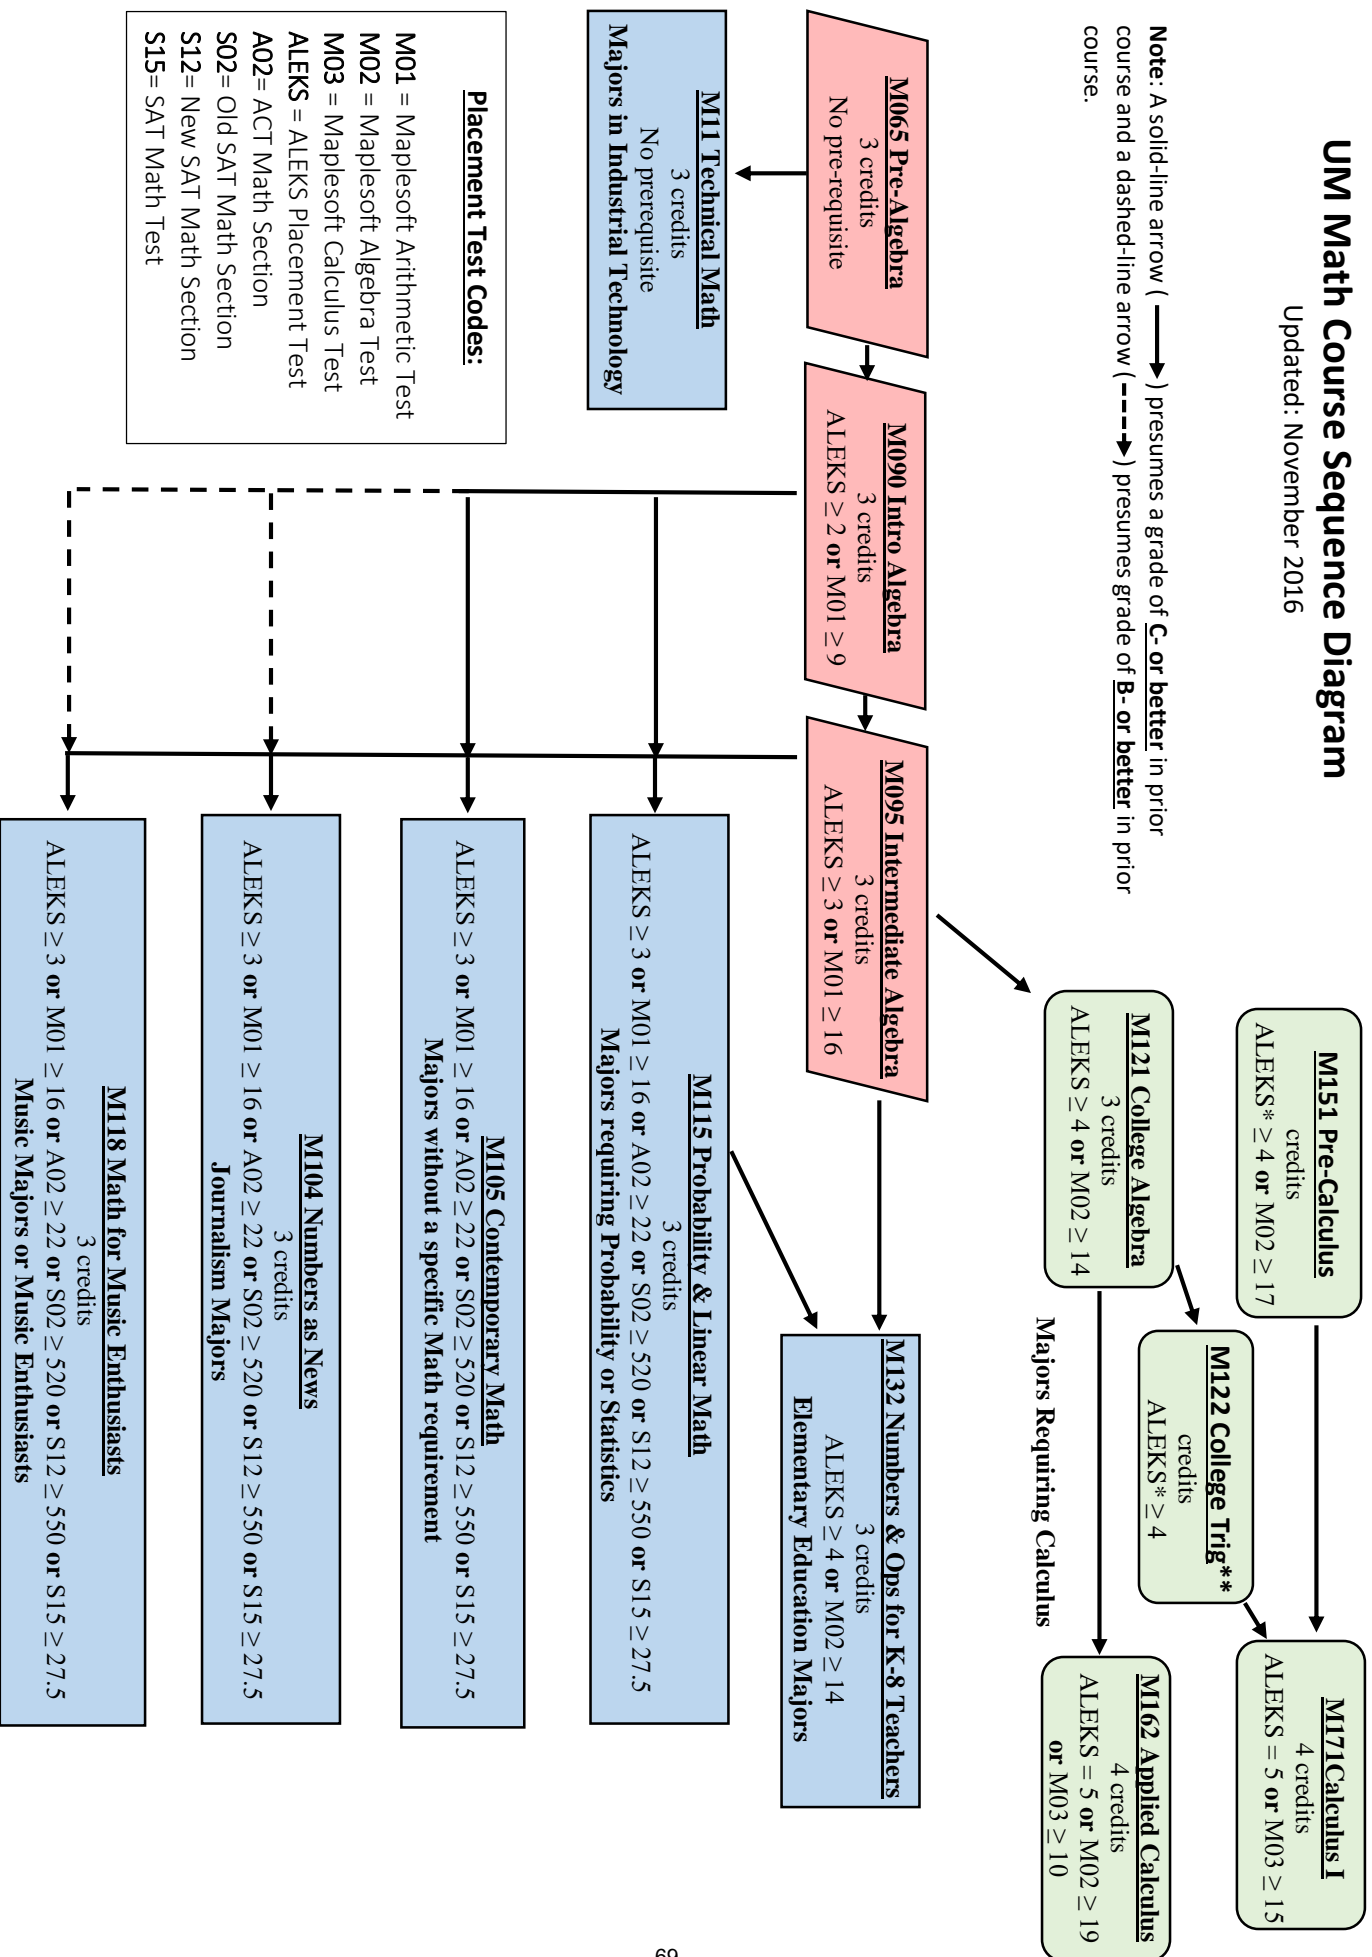 UM Math Course Sequence Diagram
Updated: November 2016
Note: A solid-line arrow ( ) presumes a grade of C- or better in prior
course and a dashed-line arrow ( ) presumes grade of B- or better in prior
course.
M151 Pre-Calculus
credits
ALEKS* ≥ 4 or M02 ≥ 17
M171Calculus I
4 credits
ALEKS = 5 or M03 ≥ 15
M122 College Trig**
credits
ALEKS* ≥ 4
M121 College Algebra
3 credits
ALEKS ≥ 4 or M02 ≥ 14
Majors Requiring Calculus
M162 Applied Calculus
4 credits
ALEKS = 5 or M02 ≥ 19
or M03 ≥ 10
M065 Pre-Algebra
3 credits
No pre-requisite
M090 Intro Algebra
3 credits
ALEKS ≥ 2 or M01 ≥ 9
M095 Intermediate Algebra
3 credits
ALEKS ≥ 3 or M01 ≥ 16
M132 Numbers & Ops for K-8 Teachers
3 credits
ALEKS ≥ 4 or M02 ≥ 14
Elementary Education Majors
M11 Technical Math
3 credits
No prerequisite
Majors in Industrial Technology
M115 Probability & Linear Math
3 credits
ALEKS ≥ 3 or M01 ≥ 16 or A02 ≥ 22 or S02 ≥ 520 or S12 ≥ 550 or S15 ≥ 27.5
Majors requiring Probability or Statistics
M105 Contemporary Math
ALEKS ≥ 3 or M01 ≥ 16 or A02 ≥ 22 or S02 ≥ 520 or S12 ≥ 550 or S15 ≥ 27.5
Majors without a specific Math requirement
M104 Numbers as News
3 credits
ALEKS ≥ 3 or M01 ≥ 16 or A02 ≥ 22 or S02 ≥ 520 or S12 ≥ 550 or S15 ≥ 27.5
Journalism Majors
M118 Math for Music Enthusiasts
3 credits
ALEKS ≥ 3 or M01 ≥ 16 or A02 ≥ 22 or S02 ≥ 520 or S12 ≥ 550 or S15 ≥ 27.5
Music Majors or Music Enthusiasts
Placement Test Codes:
M01 = Maplesoft Arithmetic Test
M02 = Maplesoft Algebra Test
M03 = Maplesoft Calculus Test
ALEKS = ALEKS Placement Test
A02= ACT Math Section
S02= Old SAT Math Section
S12= New SAT Math Section
S15= SAT Math Test
69